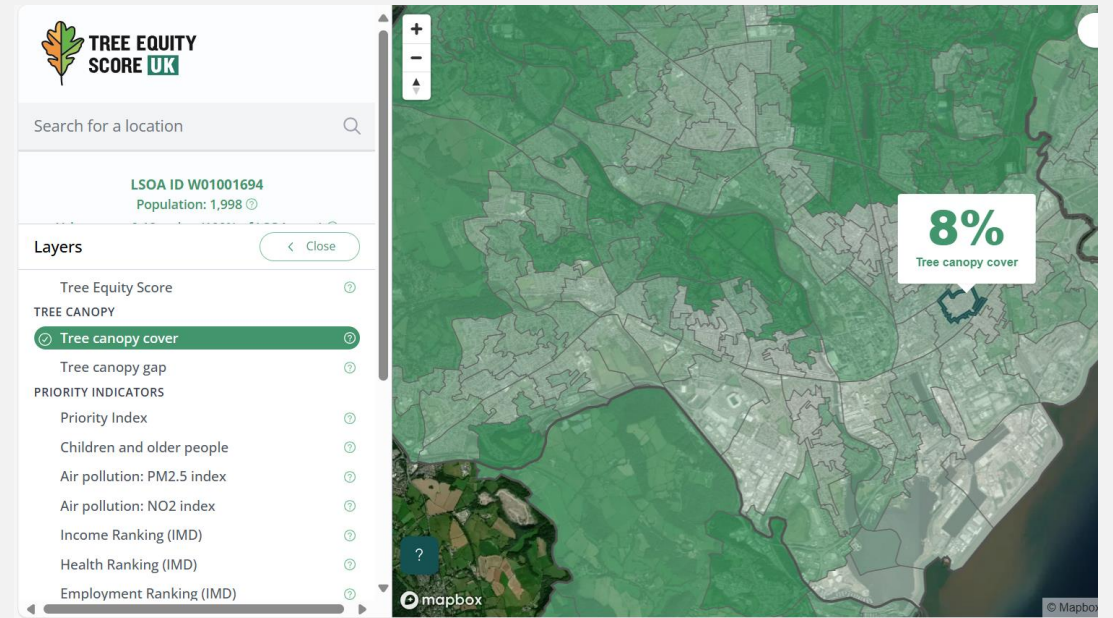 TREE EQUITY
SCORE UK
Search for a location
LSOA ID W01001694
Population: 1,998
Layers
Close
Tree Equity Score
TREE CANOPY
Tree canopy cover
Tree canopy gap
PRIORITY INDICATORS
Priority Index
Children and older people
Air pollution: PM2.5 index
Air pollution: NO2 index
Income Ranking (IMD)
Health Ranking (IMD)
Employment Ranking (IMD)
8%
Tree canopy cover
?
mapbox
© Mapbox